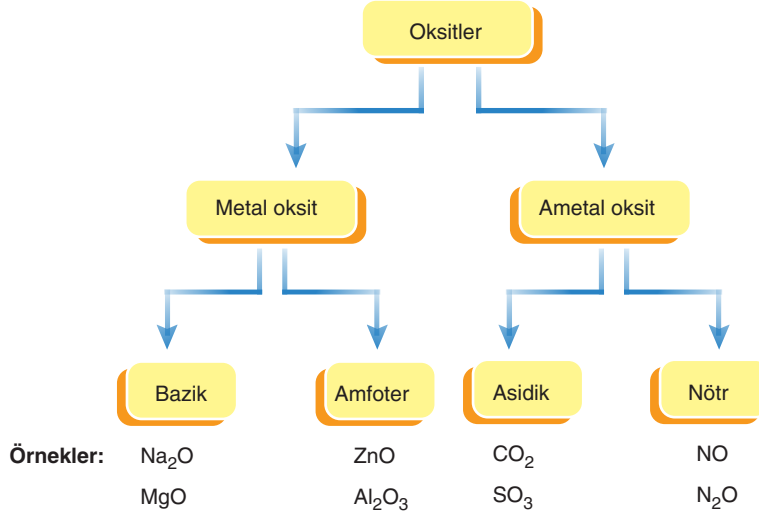 Oksitler
Metal oksit Ametal oksit
Bazik Amfoter Asidik Nötr
Örnekler: Na₂O ZnO CO₂ NO
MgO Al₂O₃ SO₃ N₂O